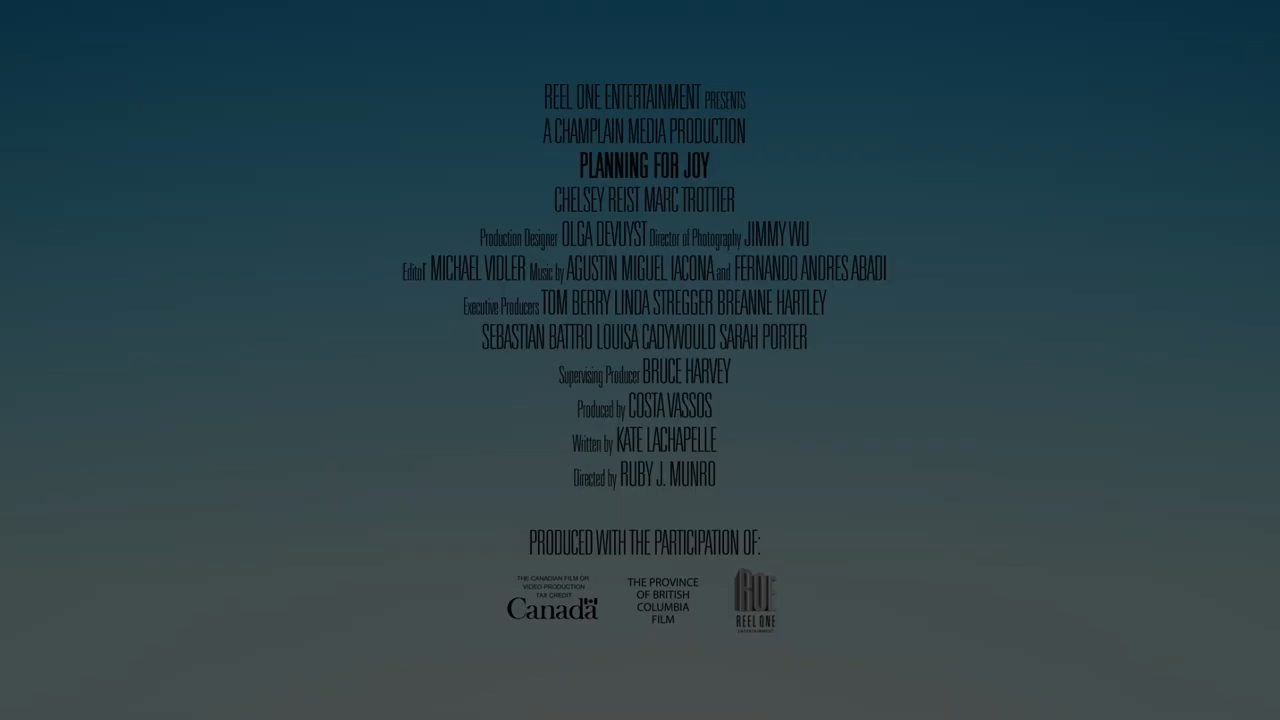 REEL ONE ENTERTAINMENT PRESENTS
A CHAMPLAIN MEDIA PRODUCTION
PLANNING FOR JOY
CHELSEY REIST MARC TROTTIER
Production Designer OLGA DEVUYST Director of Photography JIMMY WU
Editor MICHAEL VIDLER Music by AGUSTIN MIGUEL IACONA and FERNANDO ANDRES ABADI
Executive Producers TOM BERRY LINDA STREGGER BREANNE HARTLEY
SEBASTIAN BATTRO LOUISA CADYWOULD SARAH PORTER
Supervising Producer BRUCE HARVEY
Produced by COSTA VASSOS
Written by KATE LACHAPELLE
Directed by RUBY J. MUNRO
PRODUCED WITH THE PARTICIPATION OF:
THE CANADIAN FILM OR
VIDEO PRODUCTION
TAX CREDIT
Canada
THE PROVINCE
OF BRITISH
COLUMBIA
FILM
ROE
REEL ONE
ENTERTAINMENT